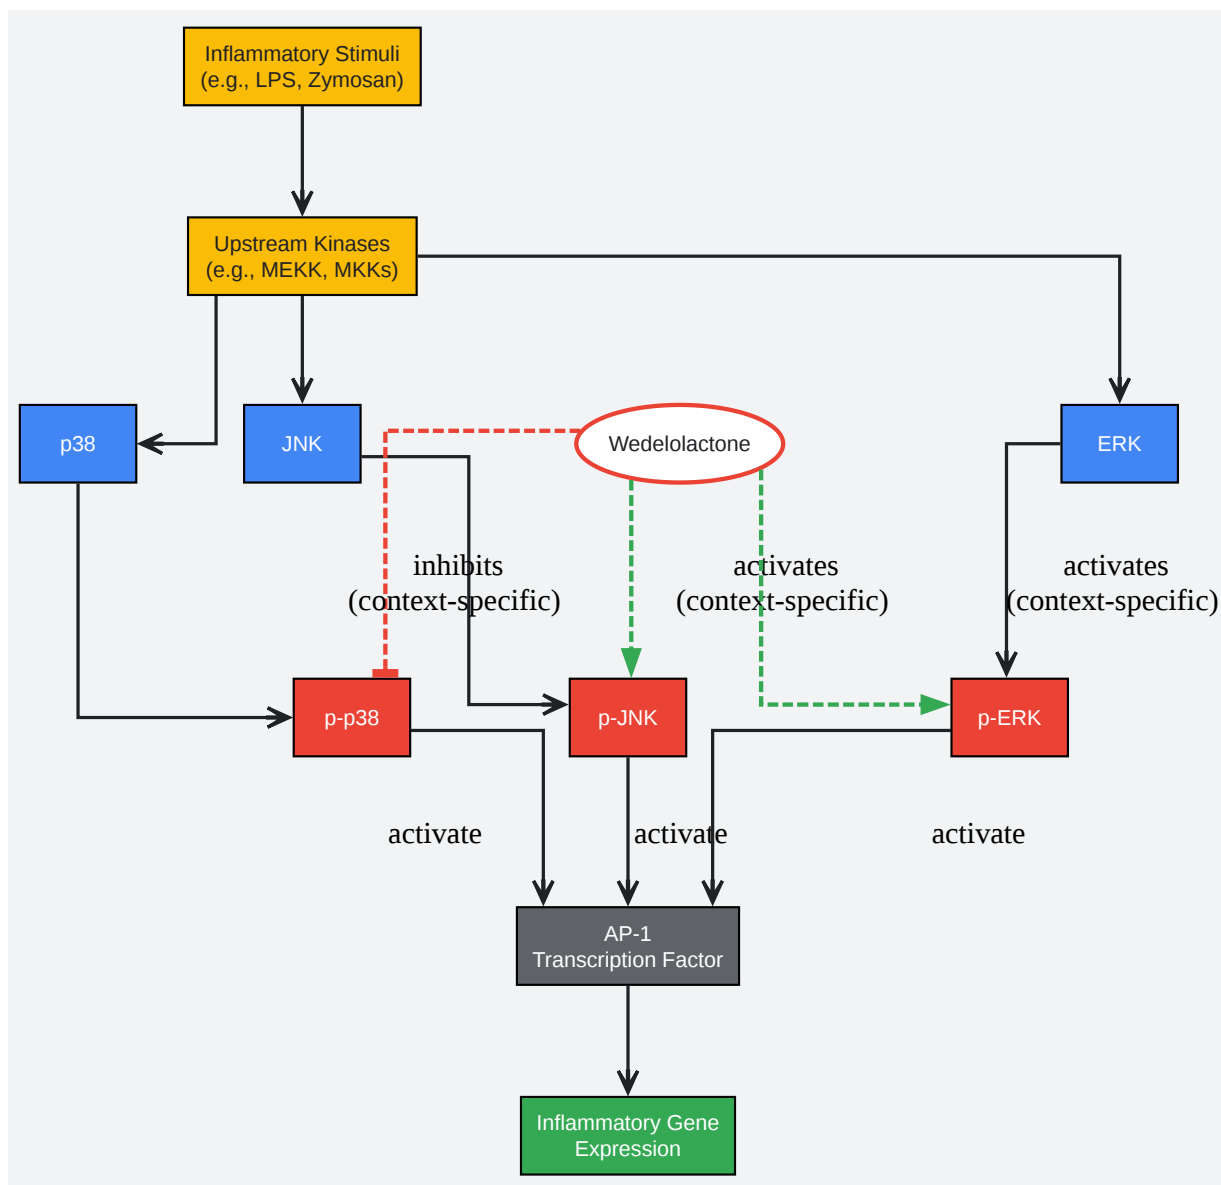 Inflammatory Stimuli
(e.g., LPS, Zymosan)
Upstream Kinases
(e.g., MEKK, MKKs)
p38
JNK
Wedelolactone
ERK
inhibits
(context-specific)
activates
(context-specific)
activates
(context-specific)
p-p38
p-JNK
p-ERK
activate
activate
activate
AP-1
Transcription Factor
Inflammatory Gene
Expression